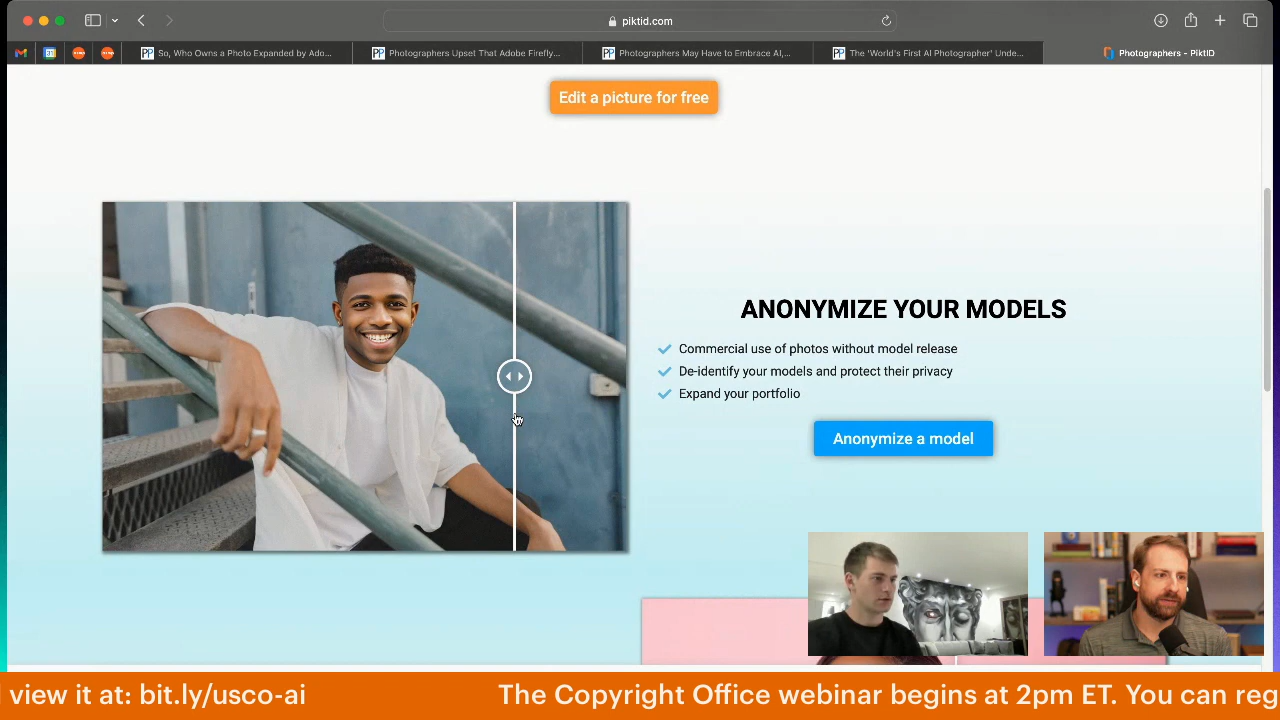 piktid.com
So, Who Owns a Photo Expanded by Ado...
Photographers Upset That Adobe Firefly...
Photographers May Have to Embrace AI,...
The 'World's First AI Photographer' Unde...
Photographers - PiktID
Edit a picture for free
ANONYMIZE YOUR MODELS
Commercial use of photos without model release
De-identify your models and protect their privacy
Expand your portfolio
Anonymize a model
view it at: bit.ly/usco-ai
The Copyright Office webinar begins at 2pm ET. You can reg